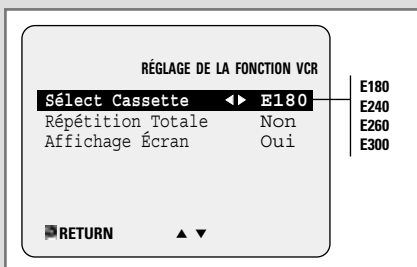 RÉGLAGE DE LA FONCTION VCR
Sélect Cassette ◀▶ E180
Répétition Totale Non
Affichage Écran Oui
RETURN ▲ ▼
E180
E240
E260
E300